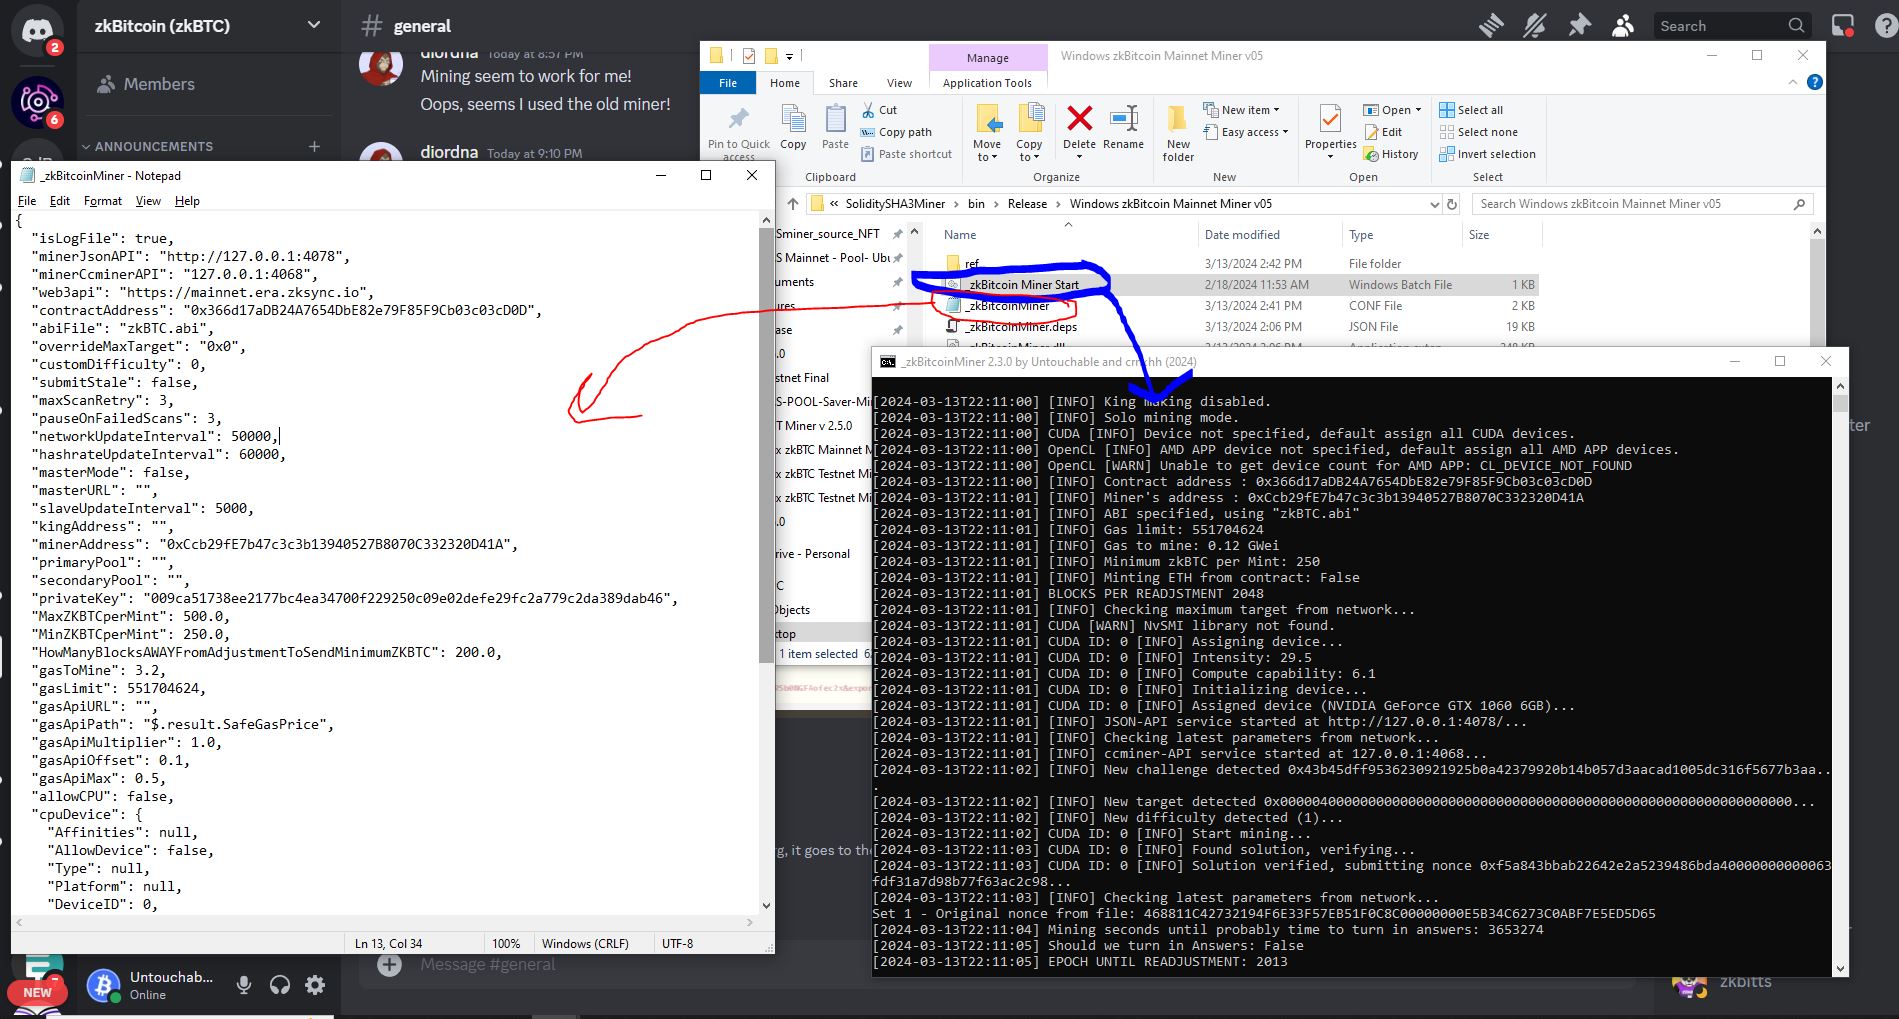 zkBitcoin (zkBTC)
# general
Search
2
6
Members
ANNOUNCEMENTS
diordna Today at 8:57 PM
Mining seem to work for me!
Oops, seems I used the old miner!
diordna Today at 9:10 PM
Manage
Windows zkBitcoin Mainnet Miner v05
File
Home
Share
View
Application Tools
Pin to Quick access
Copy
Paste
Cut
Copy path
Paste shortcut
Clipboard
Move to
Copy to
Delete
Rename
Organize
New folder
New item
Easy access
New
Properties
Open
Edit
History
Open
Select all
Select none
Invert selection
Select
« SoliditySHA3Miner > bin > Release > Windows zkBitcoin Mainnet Miner v05
Search Windows zkBitcoin Mainnet Miner v05
Name
Date modified
Type
Size
ref
3/13/2024 2:42 PM
File folder
_zkBitcoin Miner Start
2/18/2024 11:53 AM
Windows Batch File
1 KB
_zkBitcoinMiner
3/13/2024 2:41 PM
CONF File
2 KB
_zkBitcoinMiner.deps
3/13/2024 2:06 PM
JSON File
19 KB
Sminer_source_NFT
S Mainnet - Pool- Ubu
uments
ures
ase
.0
stnet Final
S-POOL-Saver-Mi
T Miner v 2.5.0
x zkBTC Mainnet M
x zkBTC Testnet Mi
x zkBTC Testnet Mi
.0
rive - Personal
C
Objects
ktop
1 item selected
_zkBitcoinMiner - Notepad
File Edit Format View Help
{
"isLogFile": true,
"minerJsonAPI": "http://127.0.0.1:4078",
"minerCcminerAPI": "127.0.0.1:4068",
"web3api": "https://mainnet.era.zksync.io",
"contractAddress": "0x366d17aDB24A7654DbE82e79F85F9Cb03c03cD0D",
"abiFile": "zkBTC.abi",
"overrideMaxTarget": "0x0",
"customDifficulty": 0,
"submitStale": false,
"maxScanRetry": 3,
"pauseOnFailedScans": 3,
"networkUpdateInterval": 50000,
"hashrateUpdateInterval": 60000,
"masterMode": false,
"masterURL": "",
"slaveUpdateInterval": 5000,
"kingAddress": "",
"minerAddress": "0xCcb29fE7b47c3c3b13940527B8070C332320D41A",
"primaryPool": "",
"secondaryPool": "",
"privateKey": "009ca51738ee2177bc4ea34700f229250c09e02defe29fc2a779c2da389dab46",
"MaxZKBTCperMint": 500.0,
"MinZKBTCperMint": 250.0,
"HowManyBlocksAWAYFromAdjustmentToSendMinimumZKBTC": 200.0,
"gasToMine": 3.2,
"gasLimit": 551704624,
"gasApiURL": "",
"gasApiPath": "$.result.SafeGasPrice",
"gasApiMultiplier": 1.0,
"gasApiOffset": 0.1,
"gasApiMax": 0.5,
"allowCPU": false,
"cpuDevice": {
"Affinities": null,
"AllowDevice": false,
"Type": null,
"Platform": null,
"DeviceID": 0,
Ln 13, Col 34
100%
Windows (CRLF)
UTF-8
_zkBitcoinMiner 2.3.0 by Untouchable and
(2024)
[2024-03-13T22:11:00] [INFO] King making disabled.
[2024-03-13T22:11:00] [INFO] Solo mining mode.
[2024-03-13T22:11:00] CUDA [INFO] Device not specified, default assign all CUDA devices.
[2024-03-13T22:11:00] OpenCL [INFO] AMD APP device not specified, default assign all AMD APP devices.
[2024-03-13T22:11:00] OpenCL [WARN] Unable to get device count for AMD APP: CL_DEVICE_NOT_FOUND
[2024-03-13T22:11:01] [INFO] Contract address : 0x366d17aDB24A7654DbE82e79F85F9Cb03c03cD0D
[2024-03-13T22:11:01] [INFO] Miner's address : 0xCcb29fE7b47c3c3b13940527B8070C332320D41A
[2024-03-13T22:11:01] [INFO] ABI specified, using "zkBTC.abi"
[2024-03-13T22:11:01] [INFO] Gas limit: 551704624
[2024-03-13T22:11:01] [INFO] Gas to mine: 0.12 GWei
[2024-03-13T22:11:01] [INFO] Minimum zkBTC per Mint: 250
[2024-03-13T22:11:01] [INFO] Minting ETH from contract: False
[2024-03-13T22:11:01] BLOCKS PER READJSTMENT 2048
[2024-03-13T22:11:01] [INFO] Checking maximum target from network...
[2024-03-13T22:11:01] CUDA [WARN] NvSMI library not found.
[2024-03-13T22:11:01] CUDA ID: 0 [INFO] Assigning device...
[2024-03-13T22:11:01] CUDA ID: 0 [INFO] Intensity: 29.5
[2024-03-13T22:11:01] CUDA ID: 0 [INFO] Compute capability: 6.1
[2024-03-13T22:11:01] CUDA ID: 0 [INFO] Initializing device...
[2024-03-13T22:11:01] CUDA ID: 0 [INFO] Assigned device (NVIDIA GeForce GTX 1060 6GB)...
[2024-03-13T22:11:01] [INFO] JSON-API service started at http://127.0.0.1:4078/...
[2024-03-13T22:11:01] [INFO] Checking latest parameters from network...
[2024-03-13T22:11:01] [INFO] ccminer-API service started at 127.0.0.1:4068...
[2024-03-13T22:11:02] [INFO] New challenge detected 0x43b45dff9536230921925b0a42379920b14b057d3aacad1005dc316f5677b3aa..
.
[2024-03-13T22:11:02] [INFO] New target detected
[2024-03-13T22:11:02] [INFO] New difficulty detected (1)...
[2024-03-13T22:11:02] CUDA ID: 0 [INFO] Start mining...
[2024-03-13T22:11:03] CUDA ID: 0 [INFO] Found solution, verifying...
[2024-03-13T22:11:03] CUDA ID: 0 [INFO] Solution verified, submitting nonce 0xf5a843bbab22642e2a5239486bda40000000000063
fdf31a7d98b77f63ac2c98...
[2024-03-13T22:11:03] [INFO] Checking latest parameters from network...
Set 1 - Original nonce from file: 468811C42732194F6E33F57EB51F0C8C00000000E5B34C6273C0ABF7E5ED5D65
[2024-03-13T22:11:04] Mining seconds until probably time to turn in answers: 3653274
[2024-03-13T22:11:05] Should we turn in Answers: False
[2024-03-13T22:11:05] EPOCH UNTIL READJUSTMENT: 2013
rg, it goes to the
ter
Message #general
NEW
7
Untouchab...
Online
zkbitts